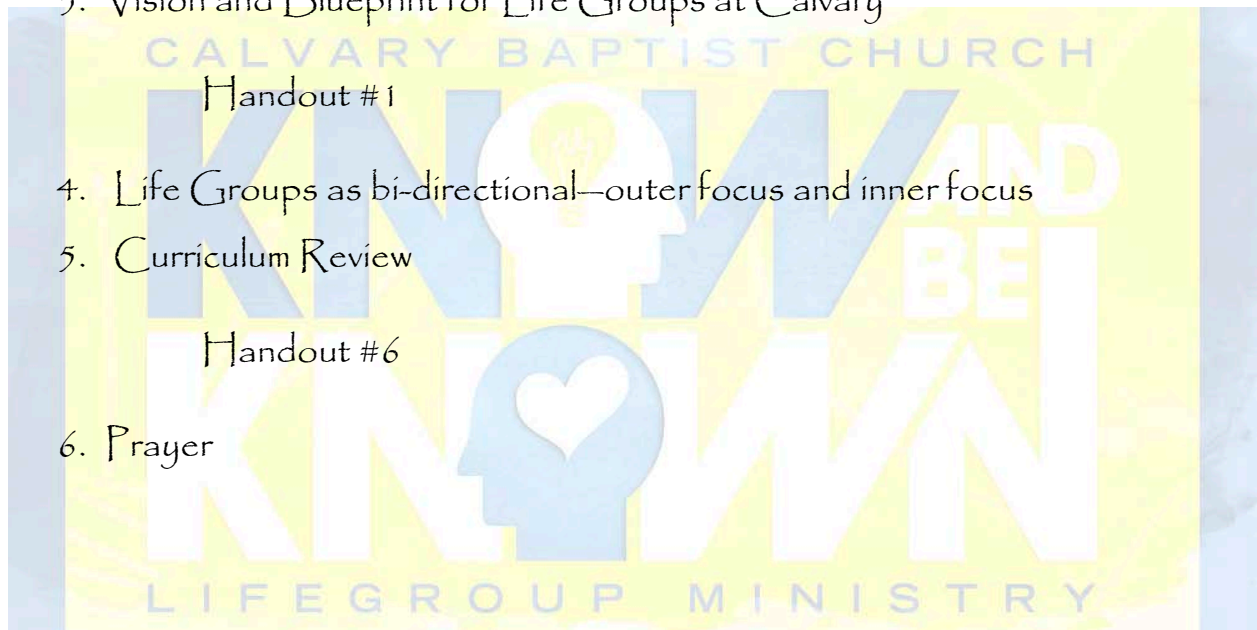 3. Vision and Blueprint for Life Groups at Calvary
CALVARY BAPTIST CHURCH
Handout #1
KNOW AND BE KNOWN
4. Life Groups as bi-directional—outer focus and inner focus
5. Curriculum Review
Handout #6
6. Prayer
LIFEGROUP MINISTRY